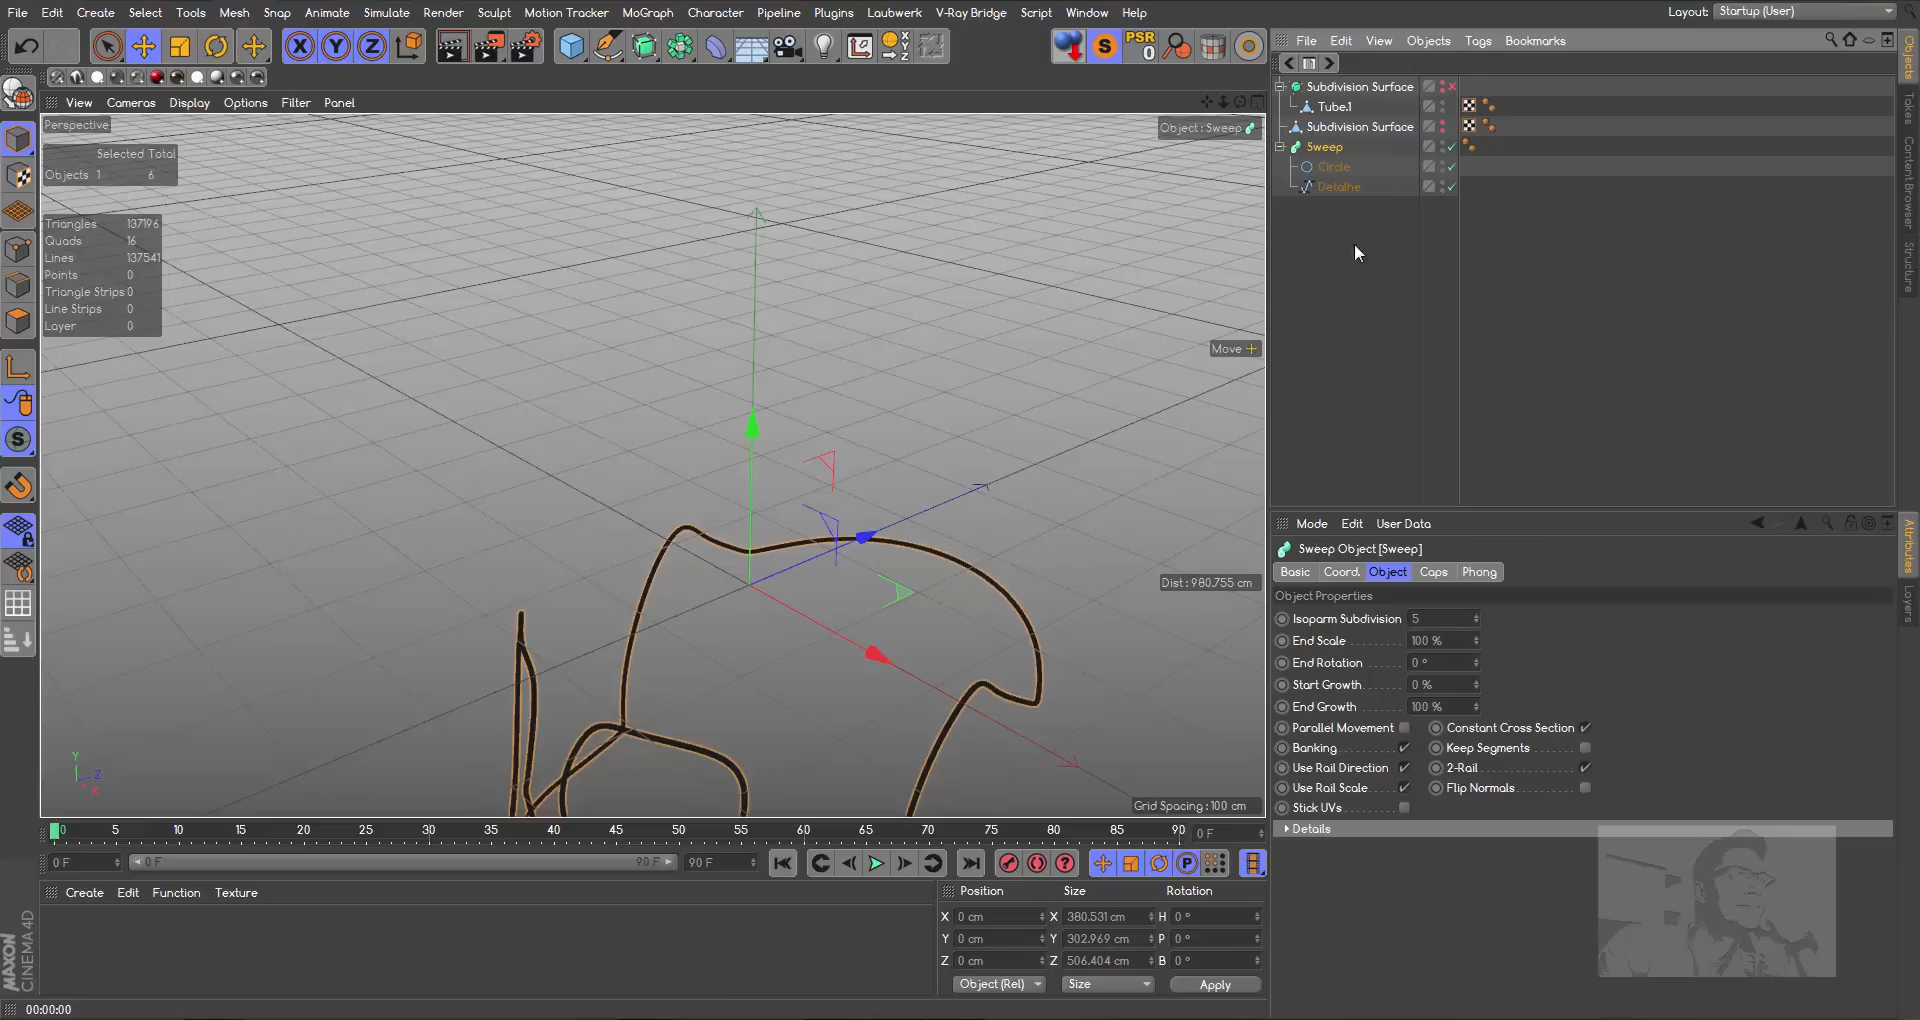 File Edit Create Select Tools Mesh Snap Animate Simulate Render Sculpt Motion Tracker MoGraph Character Pipeline Plugins Laubwerk V-Ray Bridge Script Window Help Layout: Startup (User)
X Y Z S PSR 0 X Y Z
File Edit View Objects Tags Bookmarks
View Cameras Display Options Filter Panel
Perspective
Object : Sweep
Selected Total
Objects 1 6
Triangles 137196
Quads 16
Lines 137541
Points 0
Triangle Strips 0
Line Strips 0
Layer 0
Move
Dist : 980.755 cm
Grid Spacing : 100 cm
Y
Z
X
Subdivision Surface
Tube.1
Subdivision Surface
Sweep
Circle
Detalhe
Objects
Takes
Content Browser
Structure
Mode Edit User Data
Sweep Object [Sweep]
Basic Coord. Object Caps Phong
Object Properties
Isoparm Subdivision 5
End Scale 100 %
End Rotation 0 °
Start Growth 0 %
End Growth 100 %
Parallel Movement Constant Cross Section
Banking Keep Segments
Use Rail Direction 2-Rail
Use Rail Scale Flip Normals
Stick UVs
Details
Attributes
Layers
0 5 10 15 20 25 30 35 40 45 50 55 60 65 70 75 80 85 90 0 F
0 F 0 F 90 F 90 F ? P
Create Edit Function Texture
Position Size Rotation
X 0 cm X 380.531 cm H 0 °
Y 0 cm Y 302.969 cm P 0 °
Z 0 cm Z 506.404 cm B 0 °
Object (Rel) Size Apply
MAXON
CINEMA 4D
00:00:00